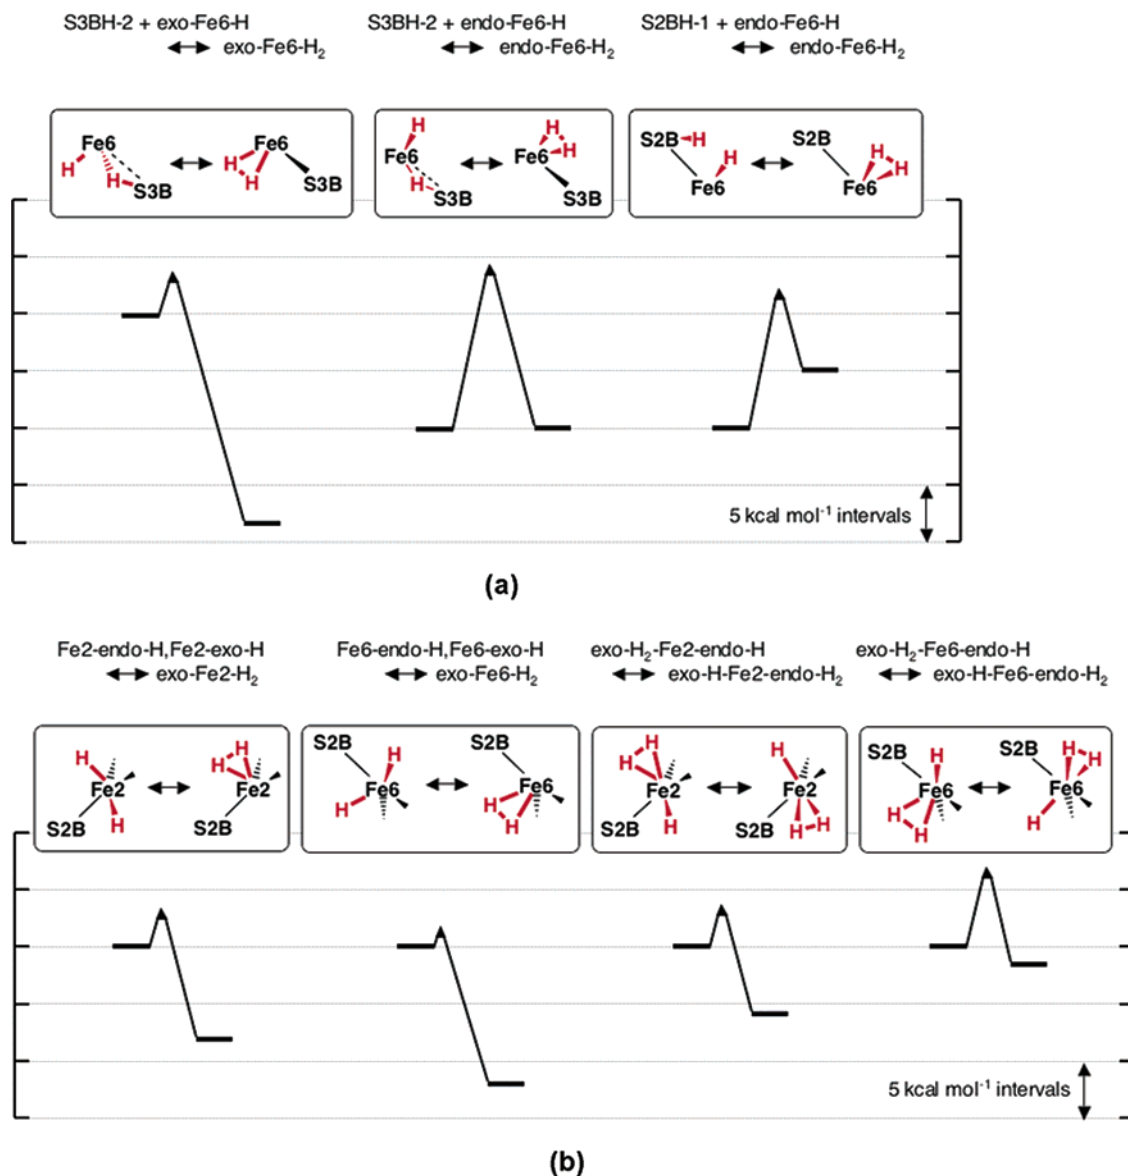 S3BH-2 + exo-Fe6-H
↔ exo-Fe6-H₂
S3BH-2 + endo-Fe6-H
↔ endo-Fe6-H₂
S2BH-1 + endo-Fe6-H
↔ endo-Fe6-H₂
Fe6
H
H
S3B
↔
Fe6
H
H
S3B
H
Fe6
H
S3B
↔
H
Fe6
H
S3B
S2B
H
H
Fe6
↔
S2B
H
H
Fe6
5 kcal mol⁻¹ intervals
(a)
Fe2-endo-H,Fe2-exo-H
↔ exo-Fe2-H₂
Fe6-endo-H,Fe6-exo-H
↔ exo-Fe6-H₂
exo-H₂-Fe2-endo-H
↔ exo-H-Fe2-endo-H₂
exo-H₂-Fe6-endo-H
↔ exo-H-Fe6-endo-H₂
H
Fe2
H
S2B
↔
H
H
Fe2
S2B
S2B
H
Fe6
H
↔
S2B
Fe6
H
H
H
H
Fe2
H
S2B
↔
H
Fe2
H
H
S2B
S2B
H
Fe6
H
H
↔
S2B
H
H
Fe6
H
5 kcal mol⁻¹ intervals
(b)